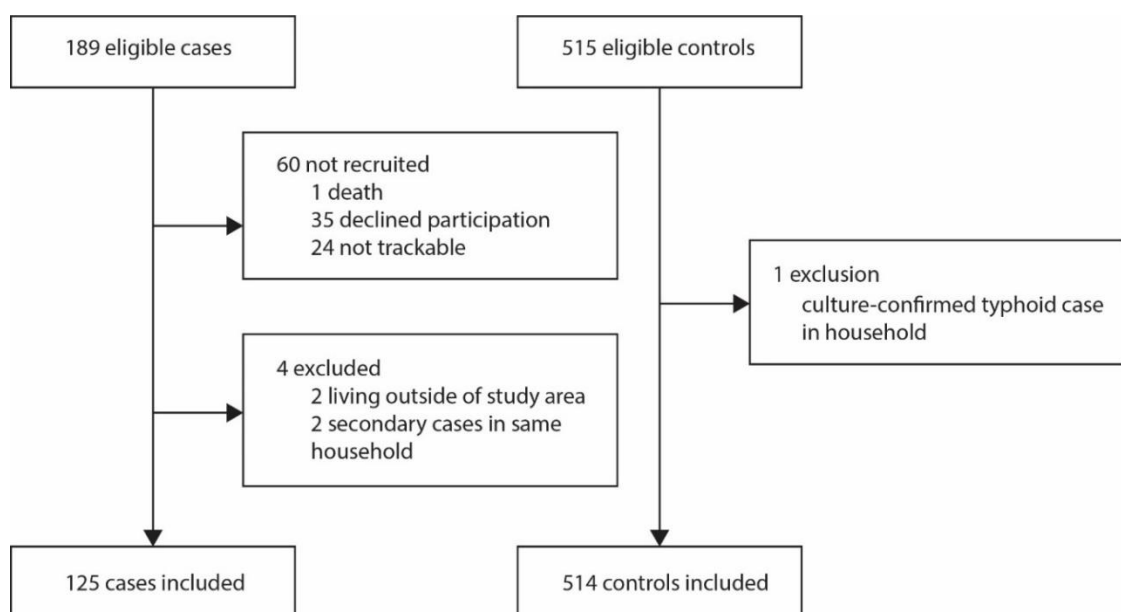 189 eligible cases
515 eligible controls
60 not recruited
1 death
35 declined participation
24 not trackable
1 exclusion
culture-confirmed typhoid case
in household
4 excluded
2 living outside of study area
2 secondary cases in same
household
125 cases included
514 controls included